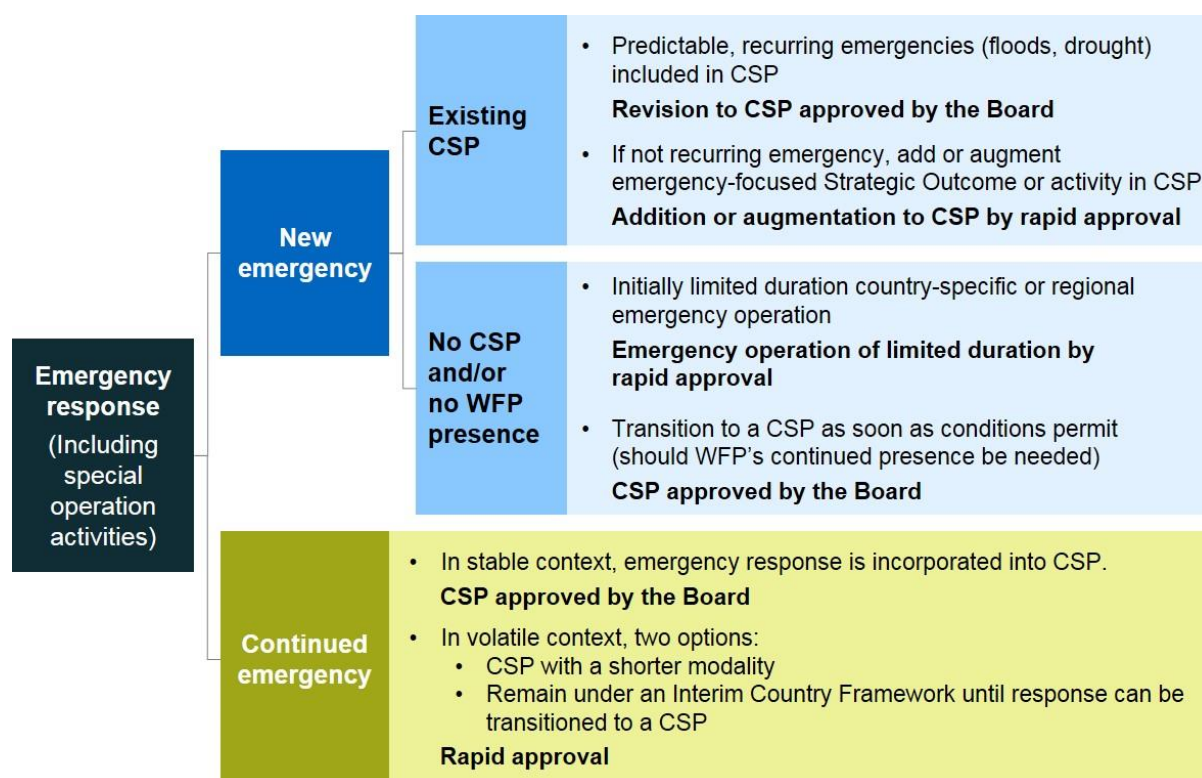 Emergency
response
(Including
special
operation
activities)
New
emergency
Existing
CSP
• Predictable, recurring emergencies (floods, drought)
included in CSP
Revision to CSP approved by the Board
• If not recurring emergency, add or augment
emergency-focused Strategic Outcome or activity in CSP
Addition or augmentation to CSP by rapid approval
No CSP
and/or
no WFP
presence
• Initially limited duration country-specific or regional
emergency operation
Emergency operation of limited duration by
rapid approval
• Transition to a CSP as soon as conditions permit
(should WFP's continued presence be needed)
CSP approved by the Board
Continued
emergency
• In stable context, emergency response is incorporated into CSP.
CSP approved by the Board
• In volatile context, two options:
• CSP with a shorter modality
• Remain under an Interim Country Framework until response can be
transitioned to a CSP
Rapid approval